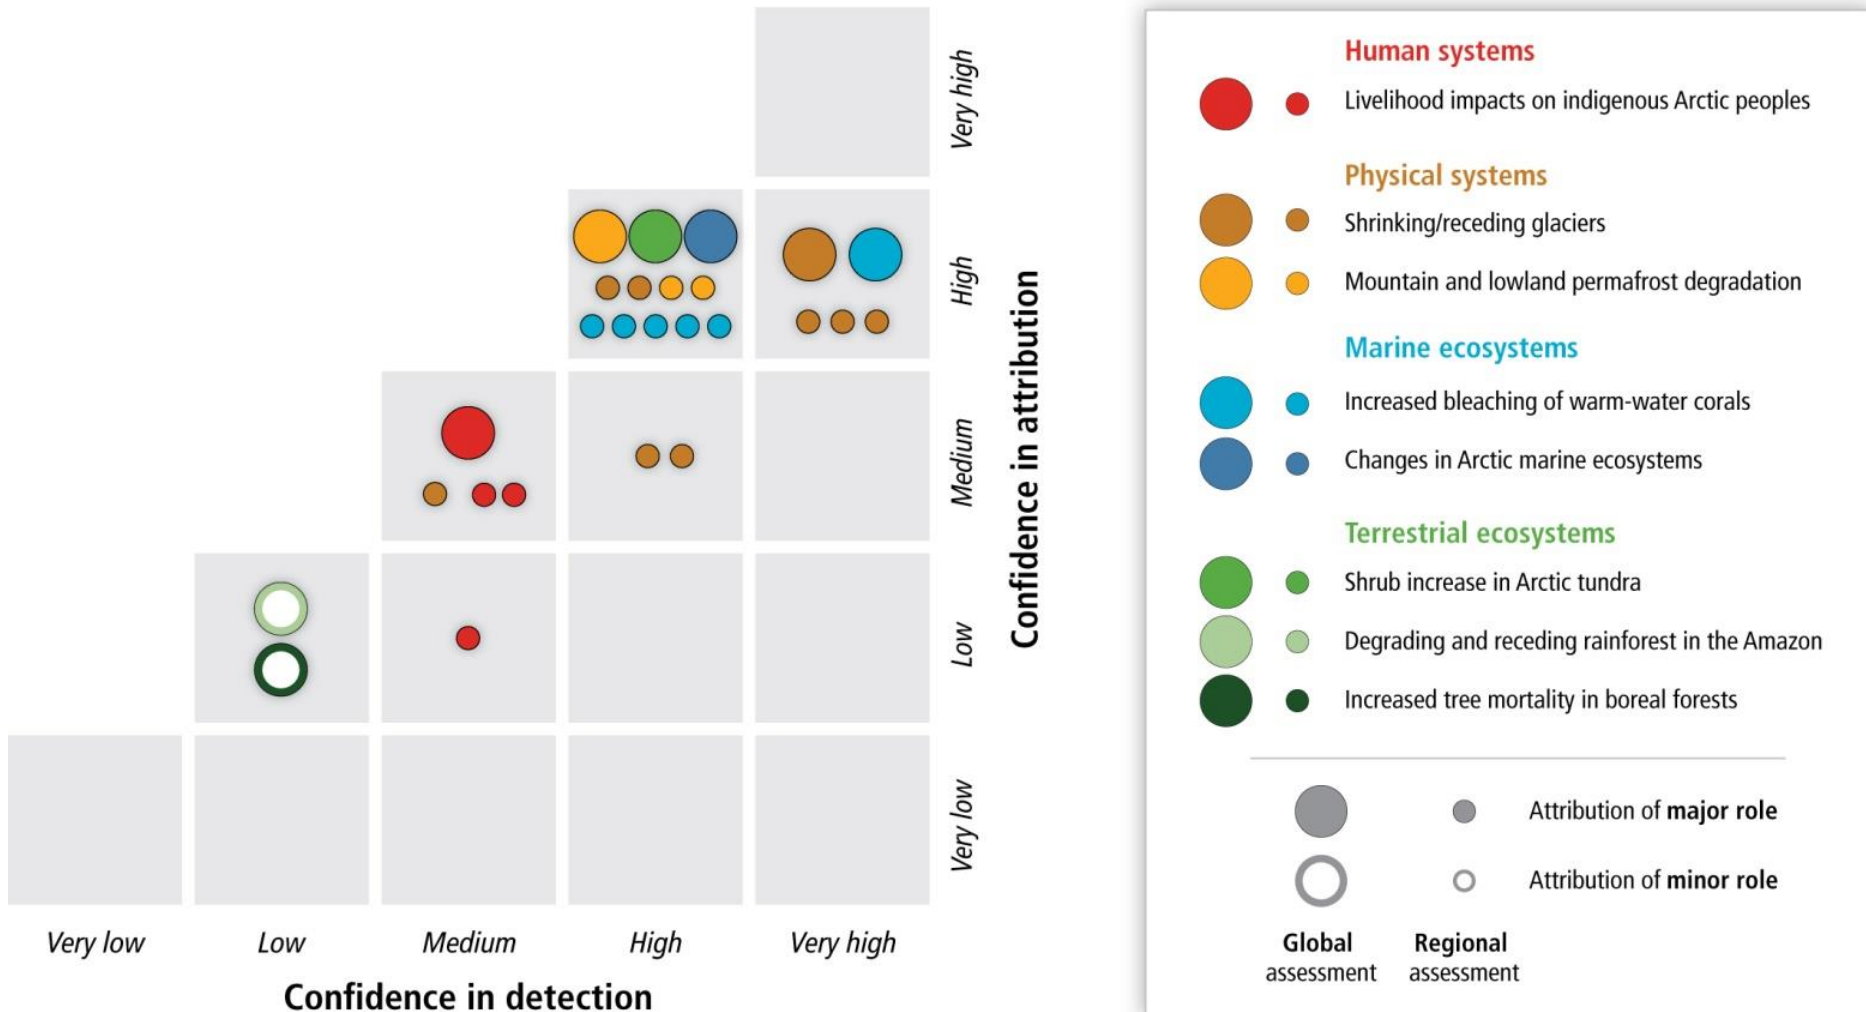 Very high
High
Medium
Low
Very low
Confidence in attribution
Very low
Low
Medium
High
Very high
Confidence in detection
Human systems
Livelihood impacts on indigenous Arctic peoples
Physical systems
Shrinking/receding glaciers
Mountain and lowland permafrost degradation
Marine ecosystems
Increased bleaching of warm-water corals
Changes in Arctic marine ecosystems
Terrestrial ecosystems
Shrub increase in Arctic tundra
Degrading and receding rainforest in the Amazon
Increased tree mortality in boreal forests
Attribution of major role
Attribution of minor role
Global
assessment
Regional
assessment